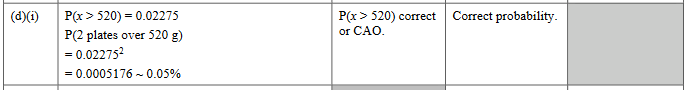 (d)(i)
P(x > 520) = 0.02275
P(2 plates over 520 g)
= 0.02275²
= 0.0005176 ~ 0.05%
P(x > 520) correct
or CAO.
Correct probability.